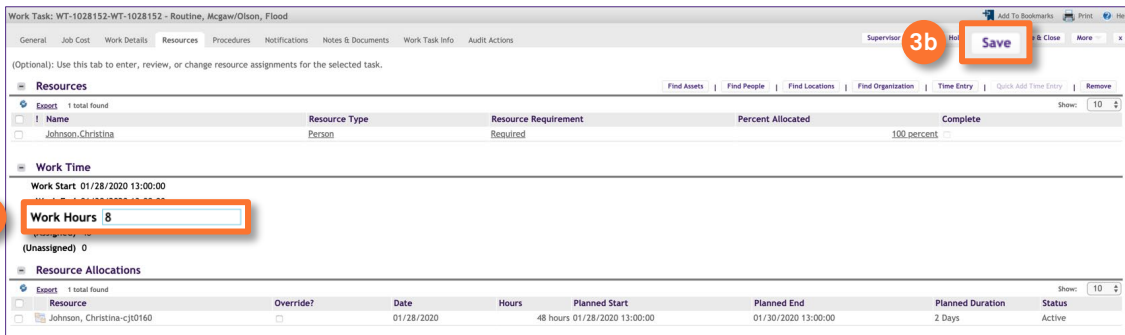 Work Task: WT-1028152-WT-1028152 - Routine, Mcgaw/Olson, Flood
Add To Bookmarks Print He
General Job Cost Work Details Resources Procedures Notifications Notes & Documents Work Task Info Audit Actions
Supervisor 3b Hol Save & Close More x
(Optional): Use this tab to enter, review, or change resource assignments for the selected task.
Resources Find Assets | Find People | Find Locations | Find Organization | Time Entry | Quick Add Time Entry | Remove
Export 1 total found Show: 10
! Name Resource Type Resource Requirement Percent Allocated Complete
Johnson,Christina Person Required 100 percent
Work Time
Work Start 01/28/2020 13:00:00
Work Hours 8
(Unassigned) 0
Resource Allocations
Export 1 total found Show: 10
Resource Override? Date Hours Planned Start Planned End Planned Duration Status
Johnson, Christina-cjt0160 01/28/2020 48 hours 01/28/2020 13:00:00 01/30/2020 13:00:00 2 Days Active